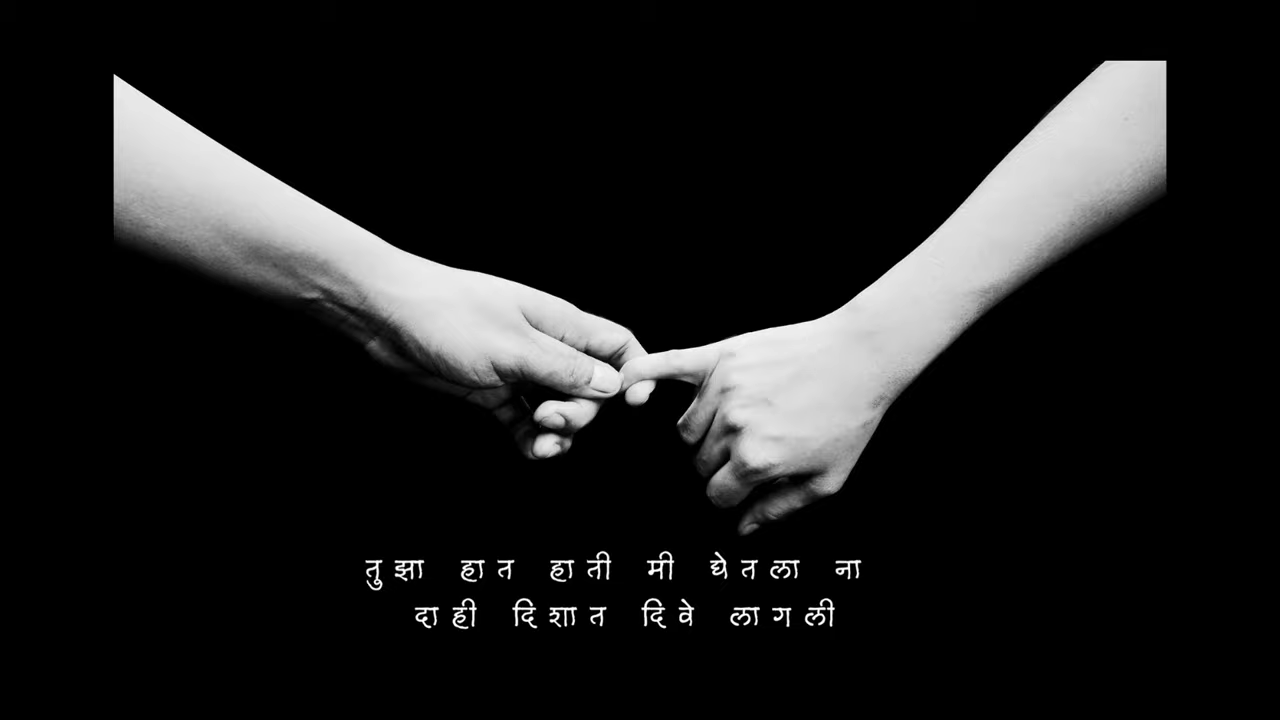 तुझा हात हाती मी घेतला ना
दाही दिशात दिवे लागली